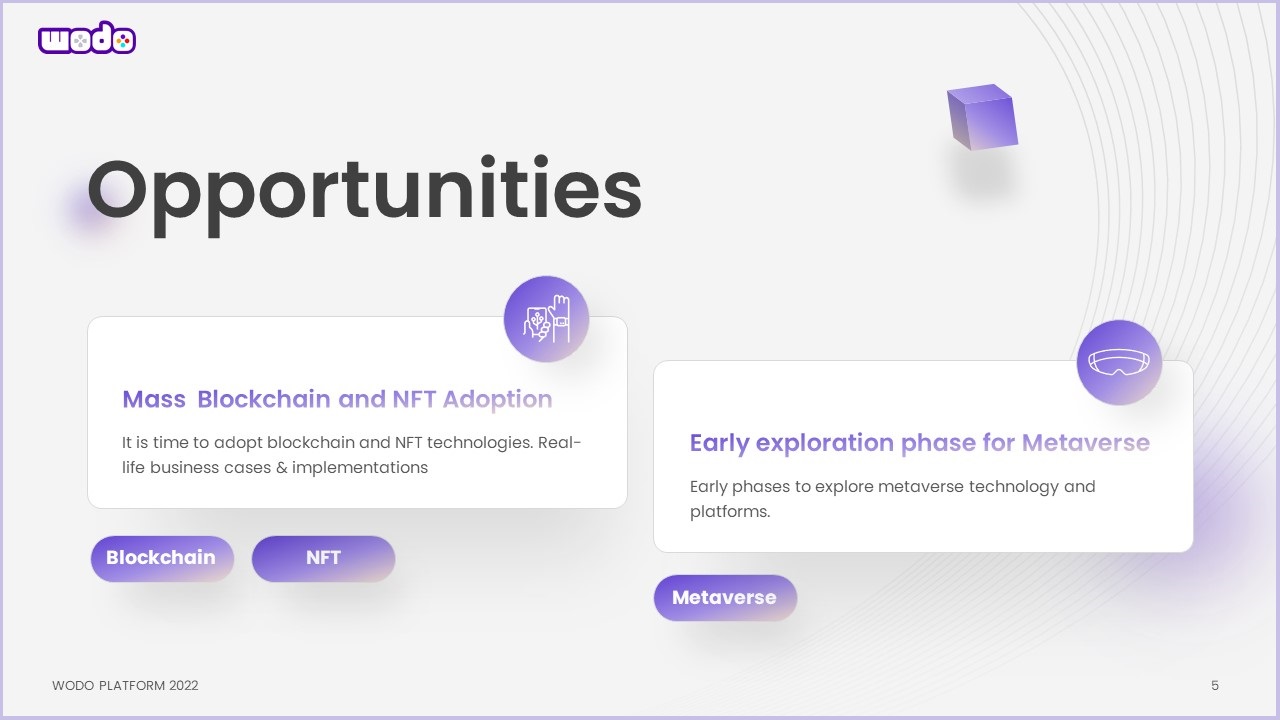 wodo
Opportunities
Mass  Blockchain and NFT Adoption
It is time to adopt blockchain and NFT technologies. Real-
life business cases & implementations
Blockchain
NFT
Early exploration phase for Metaverse
Early phases to explore metaverse technology and
platforms.
Metaverse
WODO PLATFORM 2022
5